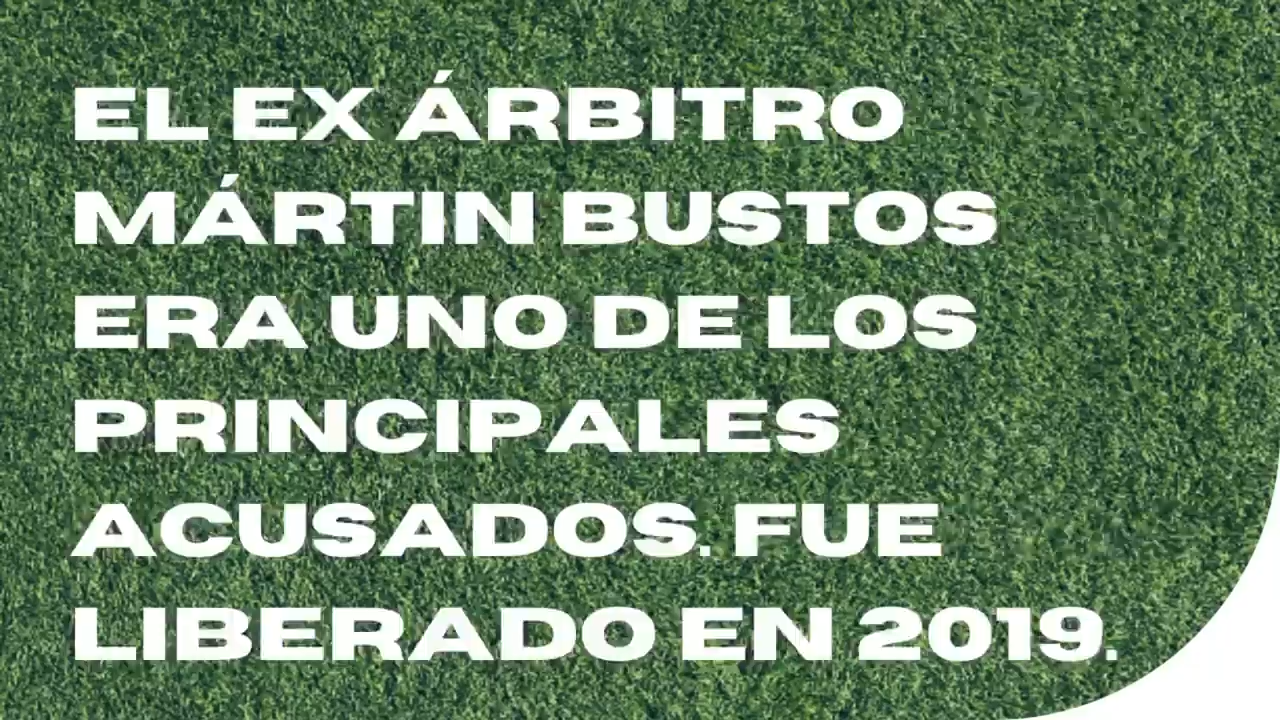 EL EX ÁRBITRO
MÁRTIN BUSTOS
ERA UNO DE LOS
PRINCIPALES
ACUSADOS. FUE
LIBERADO EN 2019.